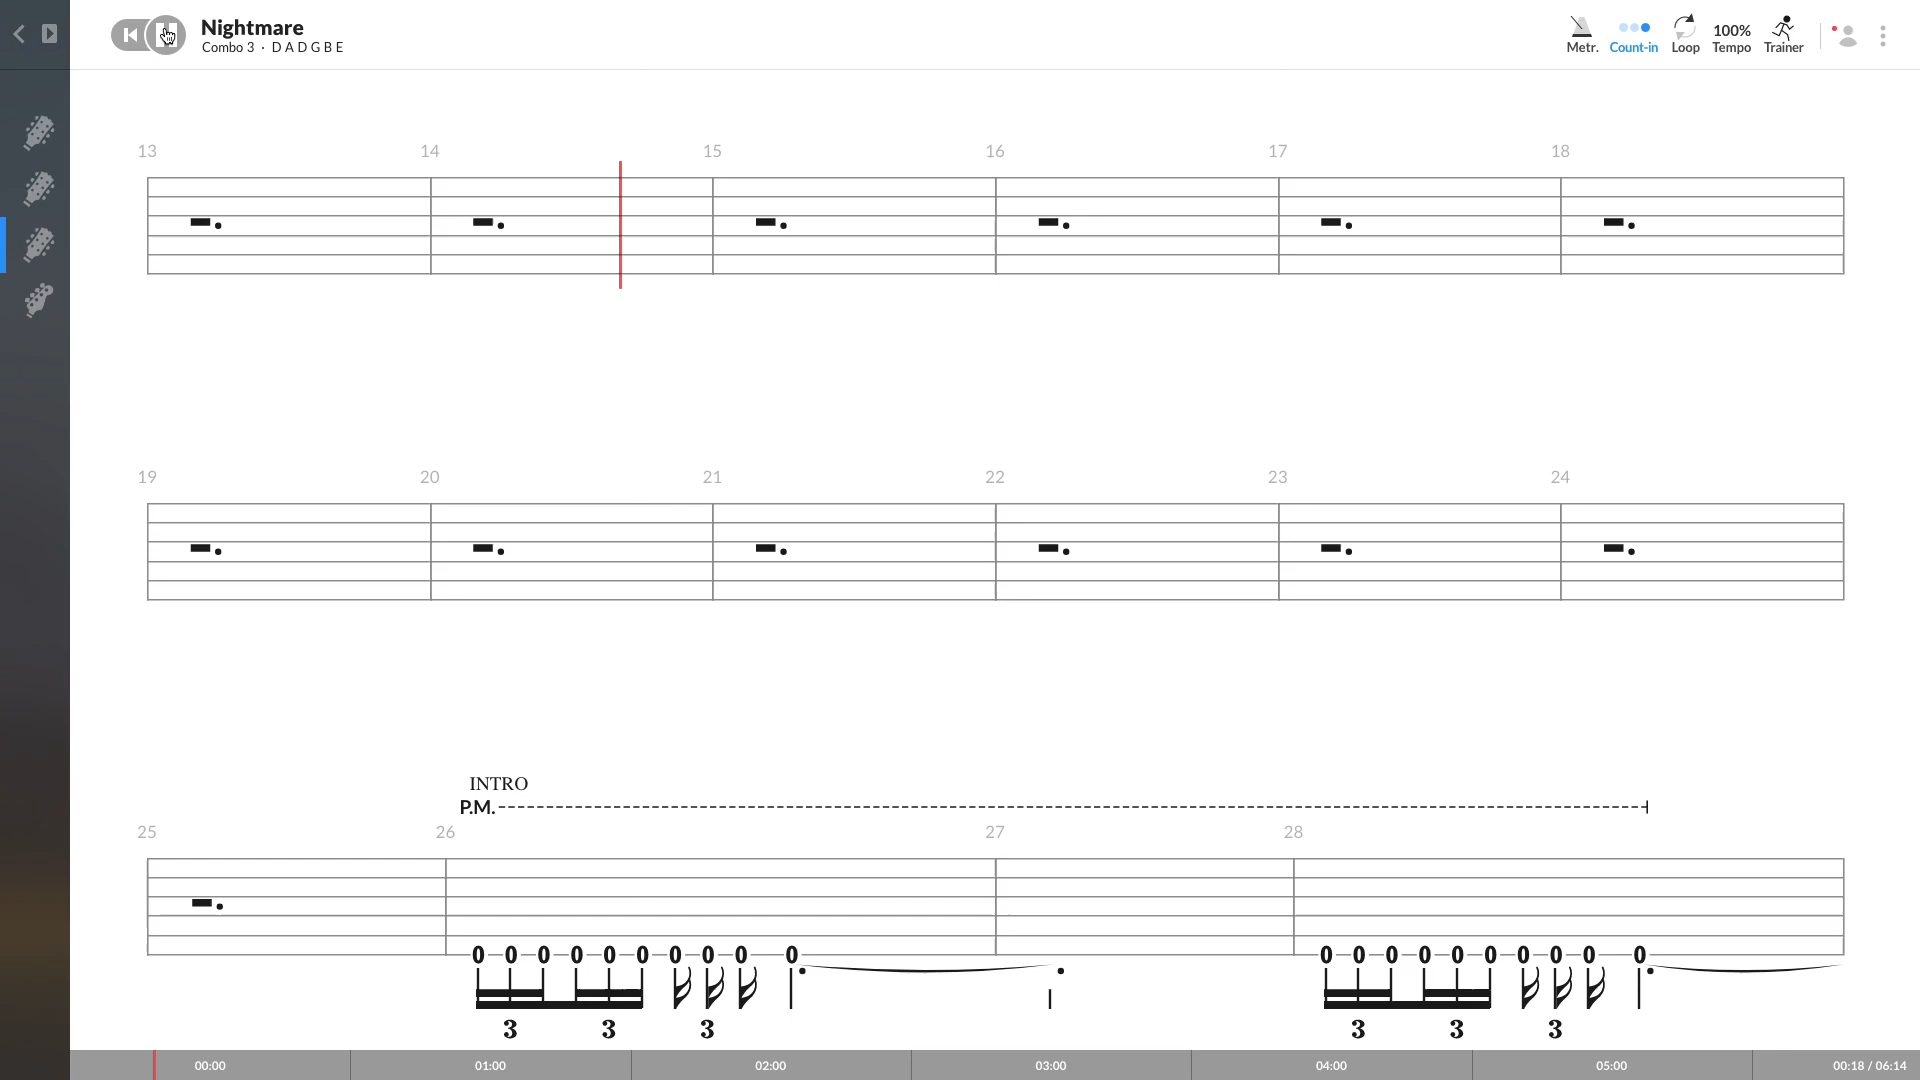 Nightmare
Combo 3 · D A D G B E
Metr.
Count-in
Loop
100%
Tempo
Trainer
13 14 15 16 17 18
19 20 21 22 23 24
INTRO
P.M.
25 26 27 28
0 0 0 0 0 0 0 0 0 0 0 0 0 0 0 0 0 0 0 0
3 3 3 3 3 3
00:00 01:00 02:00 03:00 04:00 05:00 00:18 / 06:14